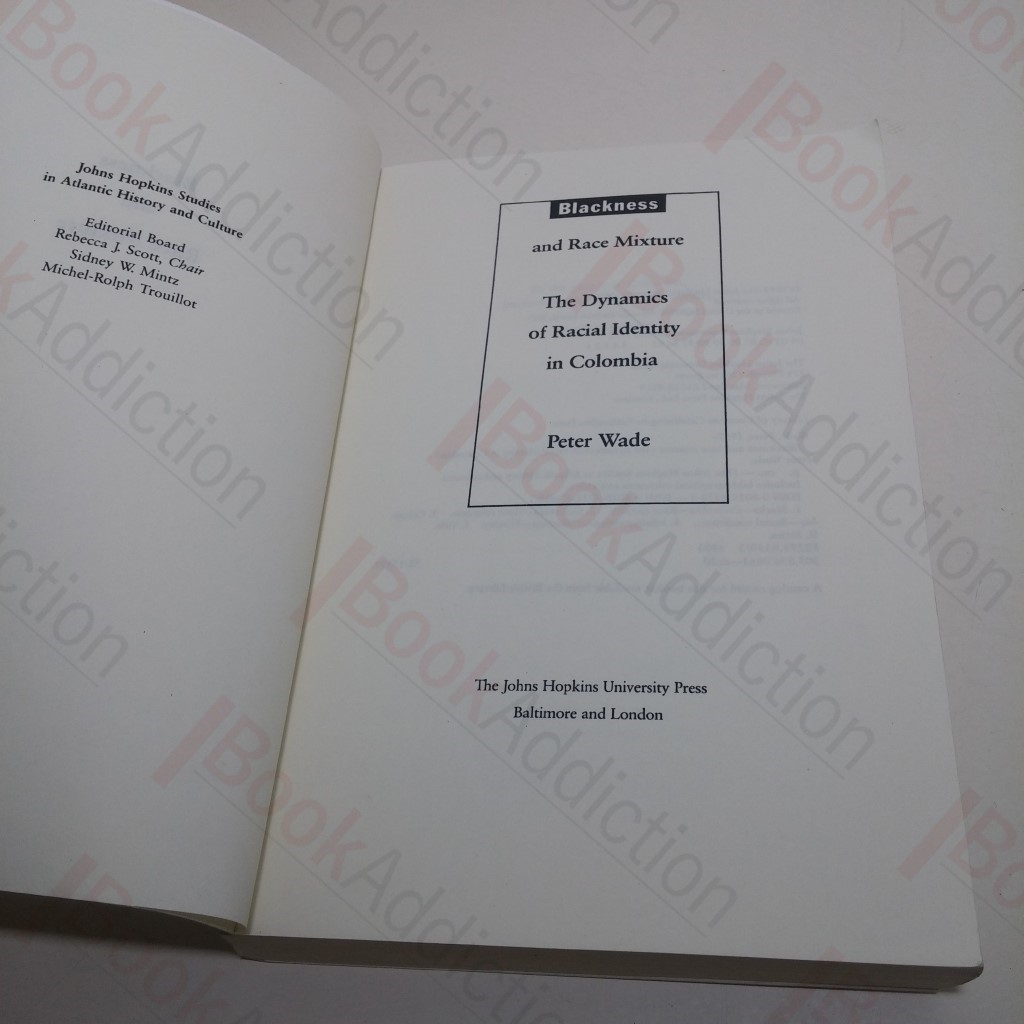 Johns Hopkins Studies
in Atlantic History and Culture
Editorial Board
Rebecca J. Scott, Chair
Sidney W. Mintz
Michel-Rolph Trouillot
Blackness
and Race Mixture
The Dynamics
of Racial Identity
in Colombia
Peter Wade
The Johns Hopkins University Press
Baltimore and London
BookAddiction